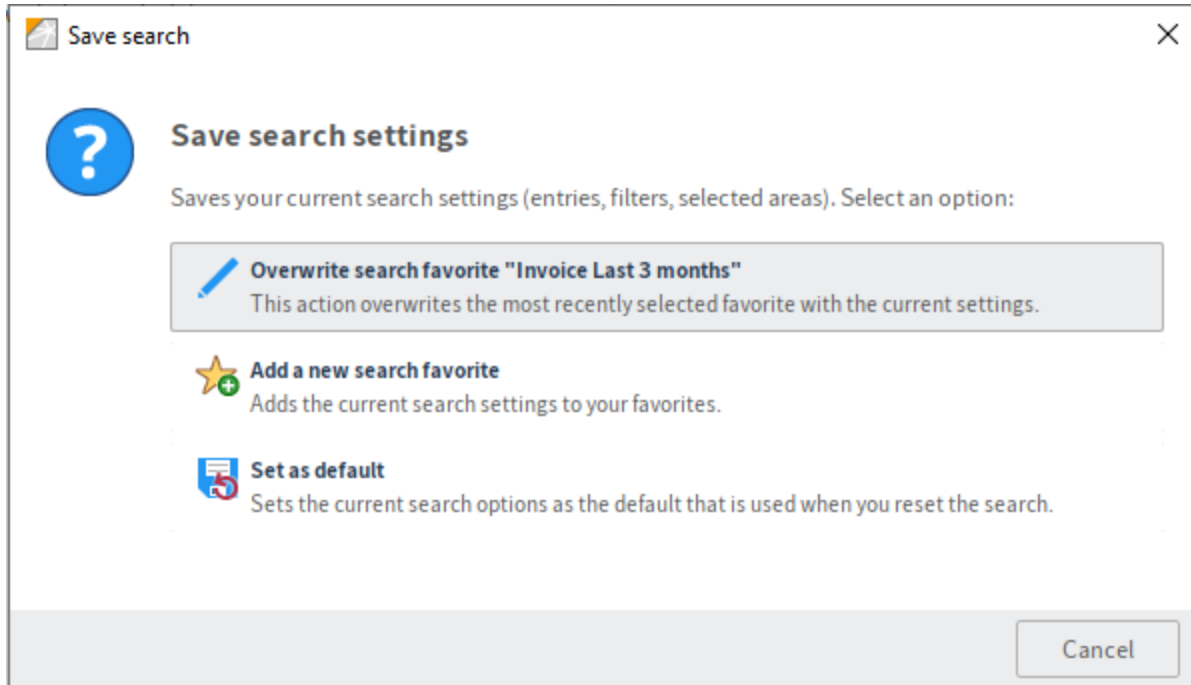 Save search
Save search settings
Saves your current search settings (entries, filters, selected areas). Select an option:
Overwrite search favorite "Invoice Last 3 months"
This action overwrites the most recently selected favorite with the current settings.
Add a new search favorite
Adds the current search settings to your favorites.
Set as default
Sets the current search options as the default that is used when you reset the search.
Cancel